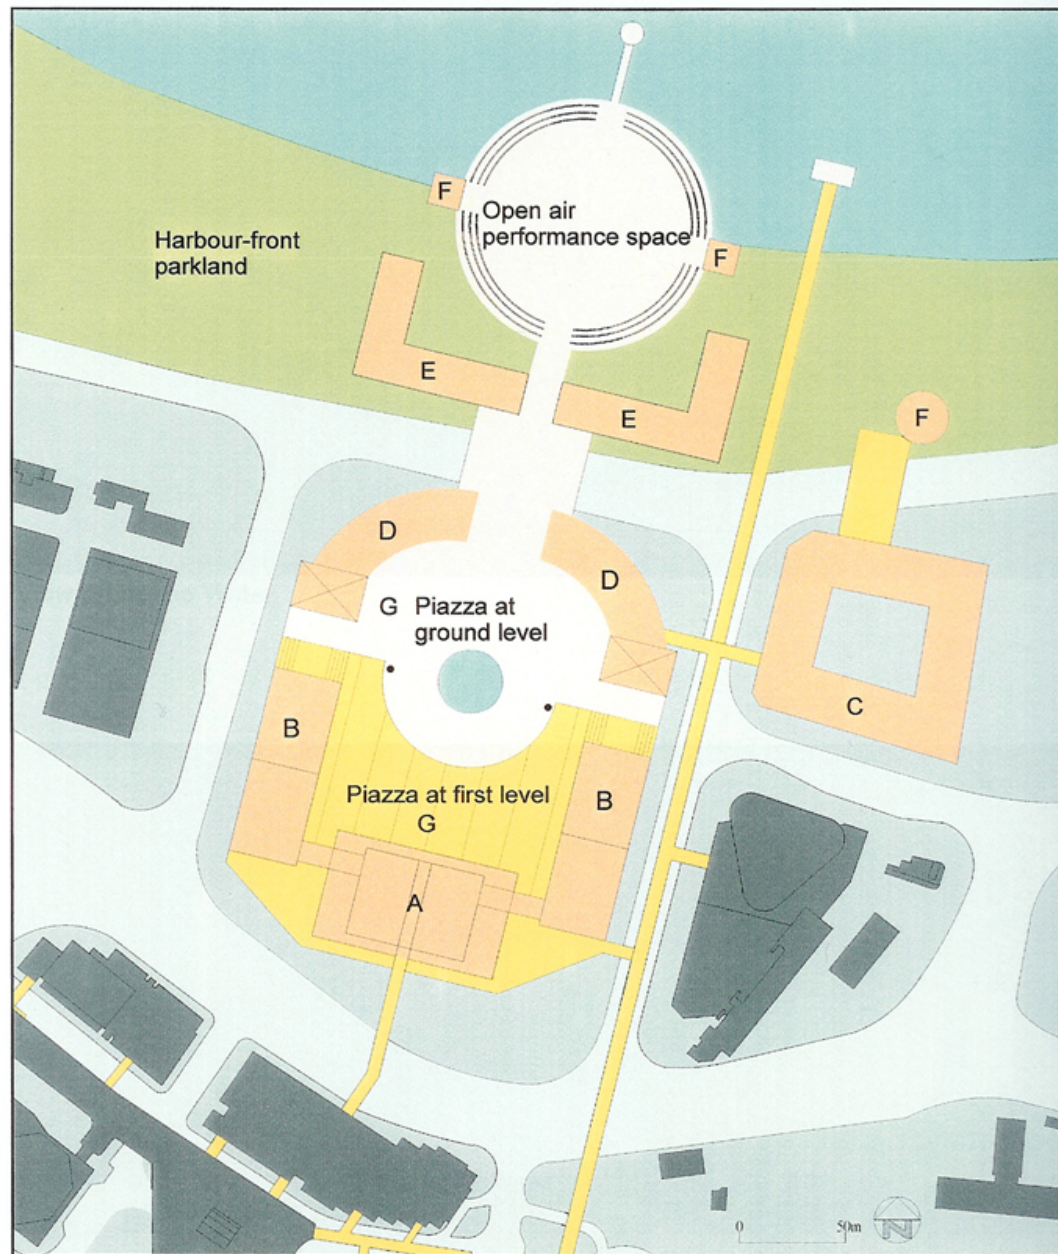 F
Open air
performance space
Harbour-front
parkland
F
E
E
F
D
D
G Piazza at
ground level
C
B
B
Piazza at first level
G
A
0 50m
N